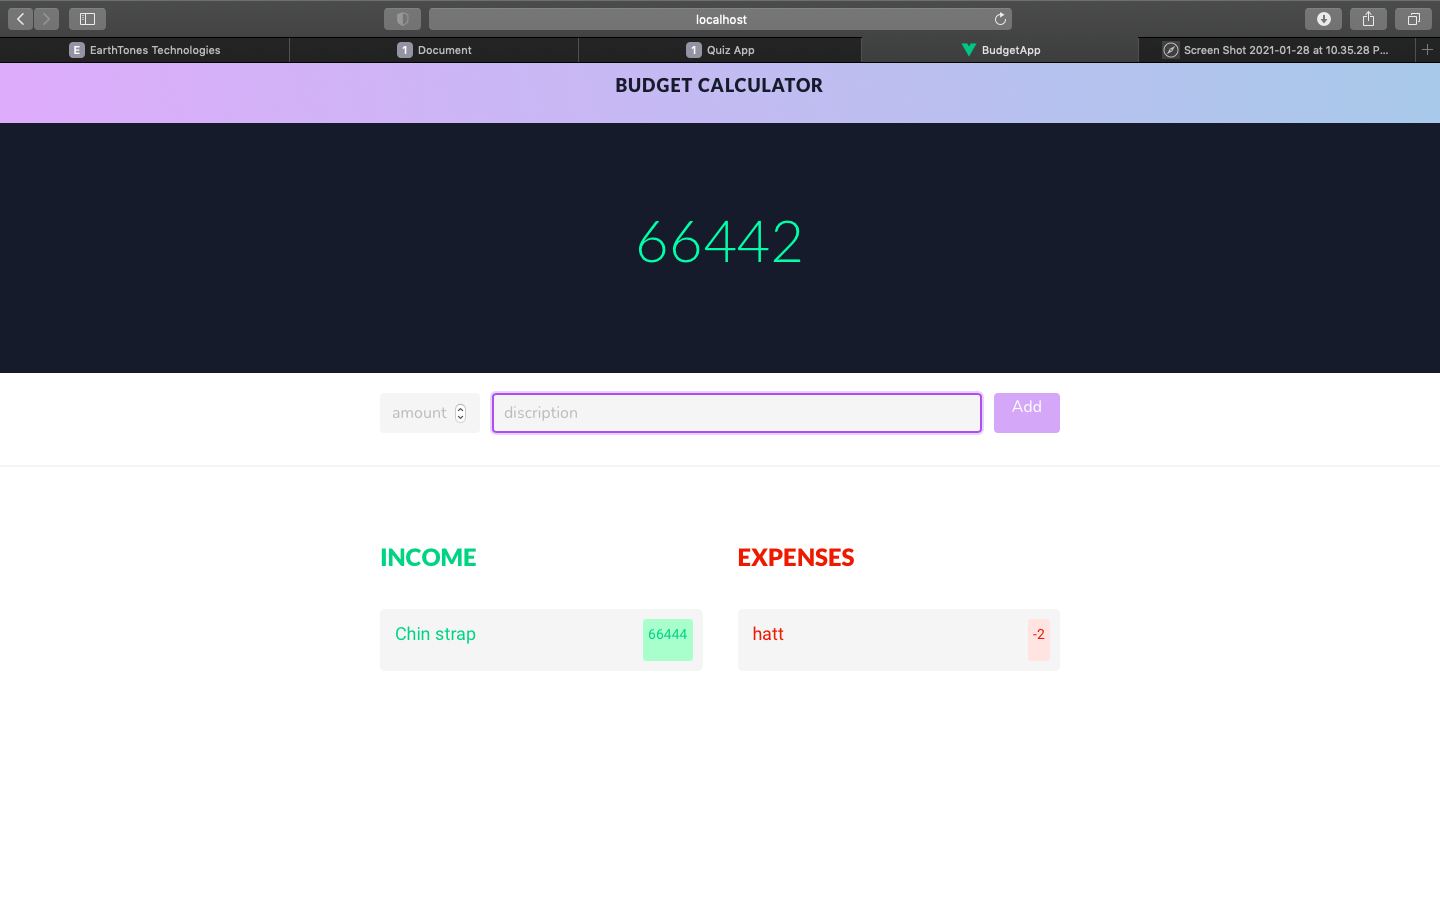 localhost
E EarthTones Technologies
1 Document
1 Quiz App
BudgetApp
Screen Shot 2021-01-28 at 10.35.28 P...
BUDGET CALCULATOR
66442
amount
discription
Add
INCOME
EXPENSES
Chin strap 66444
hatt -2